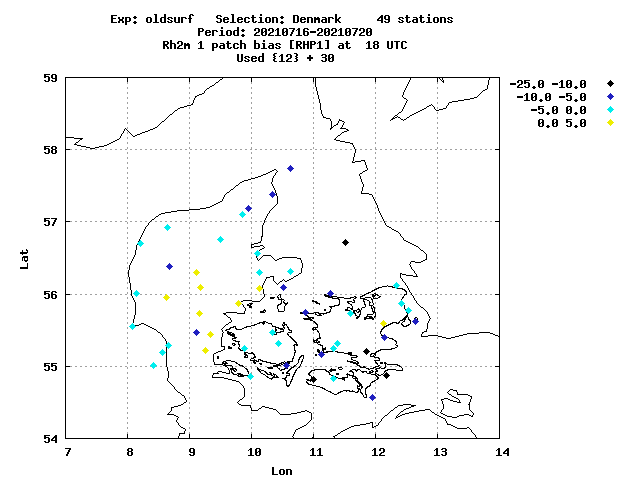 Exp: oldsurf   Selection: Denmark     49 stations
Period: 20210716-20210720
Rh2m 1 patch bias [RHP1] at  18 UTC
Used {12} + 30
-25.0 -10.0
-10.0 -5.0
-5.0 0.0
0.0 5.0
59
58
57
56
55
54
Lat
7 8 9 10 11 12 13 14
Lon